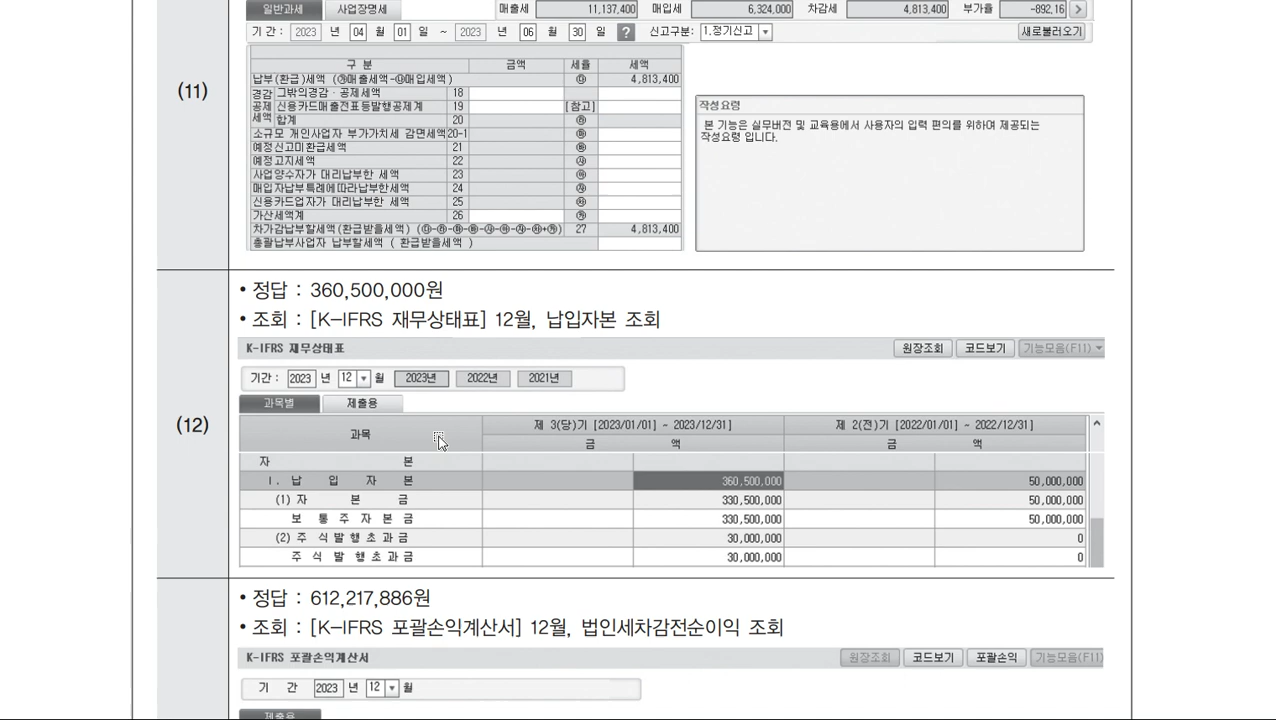 일반과세 사업장명세 매출세 11,137,400 매입세 6,324,000 차감세 4,813,400 부가율 -892,16 >
기 간 : 2023 년 04 월 01 일 ~ 2023 년 06 월 30 일 ? 신고구분 : 1.정기신고 새로불러오기
구 분 금액 세율 세액
납부(환급)세액 (㉮매출세액-㉯매입세액) 4,813,400
경감 그밖의경감 · 공제세액 18
공제 신용카드매출전표등발행공제계 19 [참고]
세액 합계 20
소규모 개인사업자 부가가치세 감면세액 20-1
예정신고미환급세액 21
예정고지세액 22
사업양수자가 대리납부한 세액 23
매입자납부특례에따라납부한세액 24
신용카드업자가 대리납부한 세액 25
가산세액계 26
차가감납부할세액(환급받을세액) 27 4,813,400
총괄납부사업자 납부할세액 ( 환급받을세액 )
(11)
작성요령
본 기능은 실무버전 및 교육용에서 사용자의 입력 편의를 위하여 제공되는
작성요령 입니다.
(12)
• 정답 : 360,500,000원
• 조회 : [K-IFRS 재무상태표] 12월, 납입자본 조회
K-IFRS 재무상태표 원장조회 코드보기 기능모음(F11)
기간 : 2023 년 12 월 2023년 2022년 2021년
과목별 제출용
과목 제 3(당)기 [2023/01/01] ~ 2023/12/31] 제 2(전)기 [2022/01/01 ~ 2022/12/31]
금 액 금 액
자 본
Ⅰ. 납 입 자 본 360,500,000 50,000,000
(1) 자 본 금 330,500,000 50,000,000
보 통 주 자 본 금 330,500,000 50,000,000
(2) 주 식 발 행 초 과 금 30,000,000 0
주 식 발 행 초 과 금 30,000,000 0
• 정답 : 612,217,886원
• 조회 : [K-IFRS 포괄손익계산서] 12월, 법인세차감전순이익 조회
K-IFRS 포괄손익계산서 원장조회 코드보기 포괄손익 기능모음(F11)
기 간 2023 년 12 월
제출용